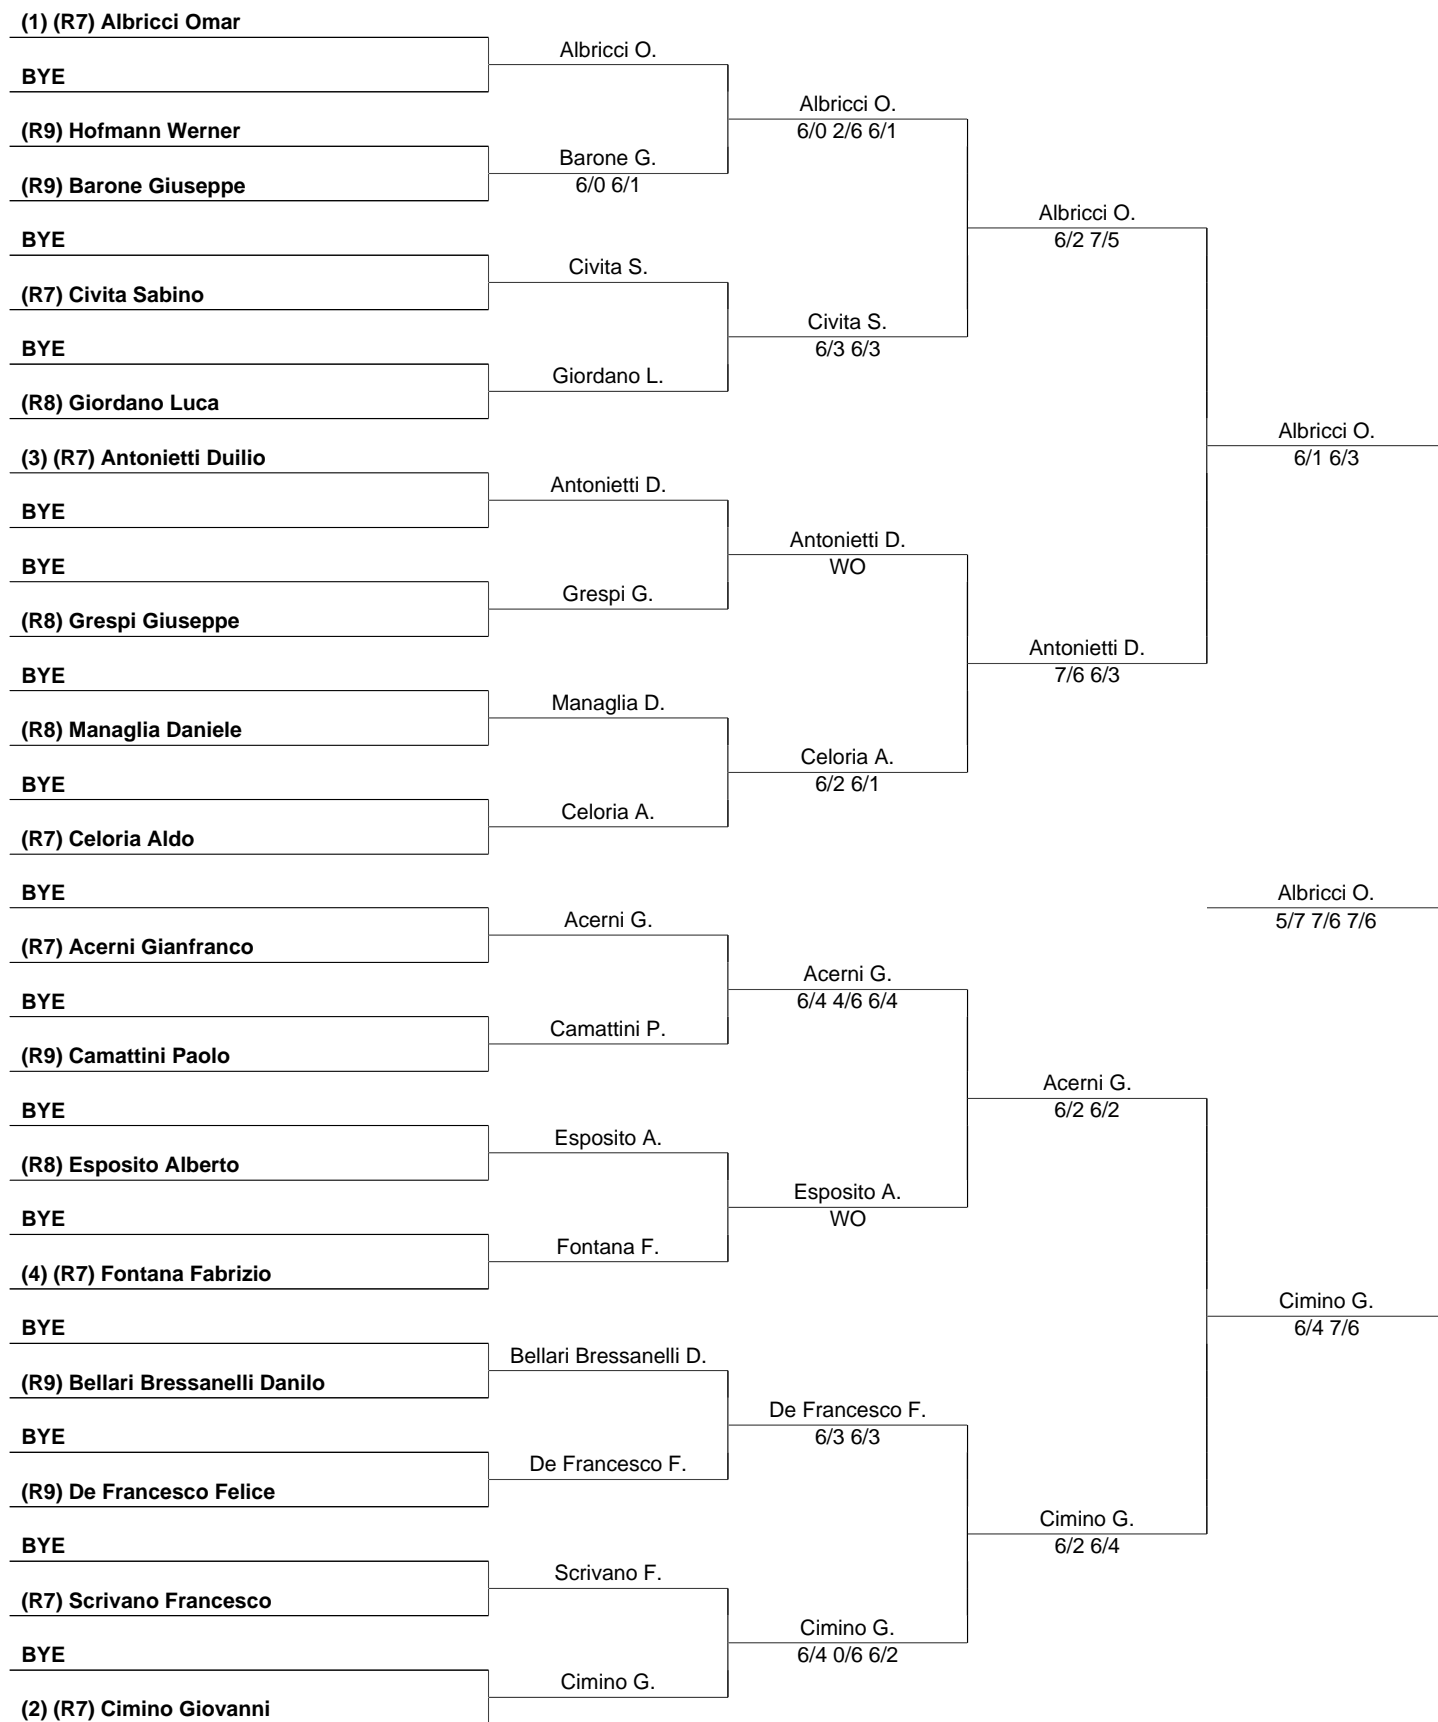 (1) (R7) Albricci Omar
BYE
(R9) Hofmann Werner
(R9) Barone Giuseppe
BYE
(R7) Civita Sabino
BYE
(R8) Giordano Luca
(3) (R7) Antonietti Duilio
BYE
BYE
(R8) Grespi Giuseppe
BYE
(R8) Managlia Daniele
BYE
(R7) Celoria Aldo
BYE
(R7) Acerni Gianfranco
BYE
(R9) Camattini Paolo
BYE
(R8) Esposito Alberto
BYE
(4) (R7) Fontana Fabrizio
BYE
(R9) Bellari Bressanelli Danilo
BYE
(R9) De Francesco Felice
BYE
(R7) Scrivano Francesco
BYE
(2) (R7) Cimino Giovanni
Albricci O.
Barone G.
6/0 6/1
Civita S.
Giordano L.
Antonietti D.
Grespi G.
Managlia D.
Celoria A.
Acerni G.
Camattini P.
Esposito A.
Fontana F.
Bellari Bressanelli D.
De Francesco F.
Scrivano F.
Cimino G.
Albricci O.
6/0 2/6 6/1
Civita S.
6/3 6/3
Antonietti D.
WO
Celoria A.
6/2 6/1
Acerni G.
6/4 4/6 6/4
Esposito A.
WO
De Francesco F.
6/3 6/3
Cimino G.
6/4 0/6 6/2
Albricci O.
6/2 7/5
Antonietti D.
7/6 6/3
Acerni G.
6/2 6/2
Cimino G.
6/2 6/4
Albricci O.
6/1 6/3
Albricci O.
5/7 7/6 7/6
Cimino G.
6/4 7/6